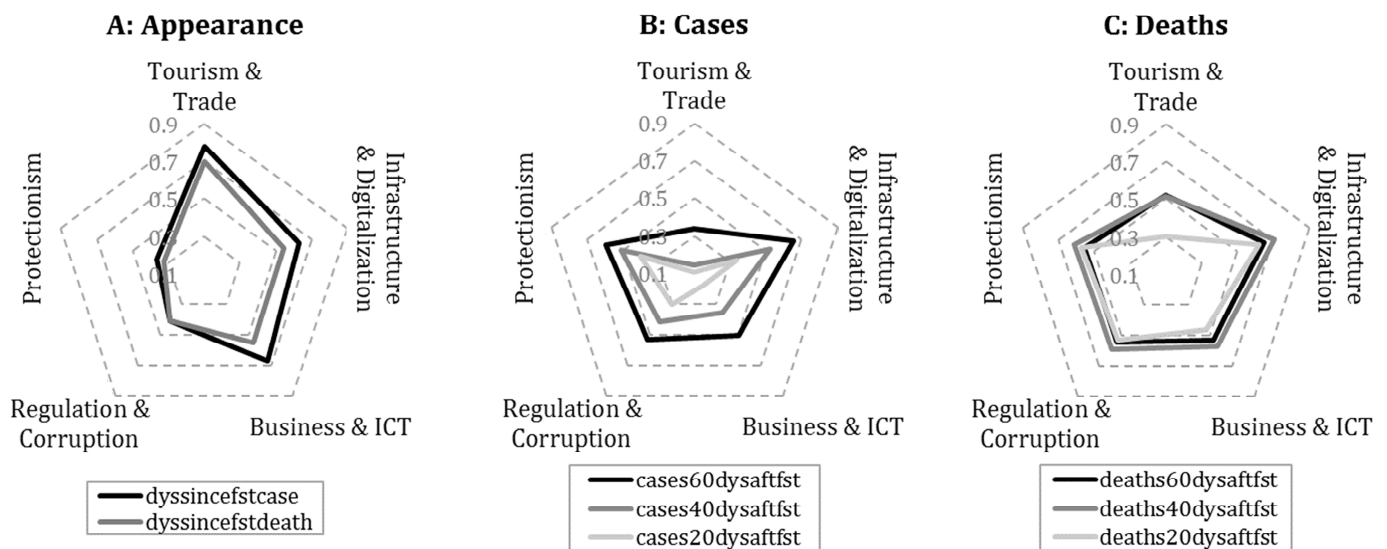 A: Appearance
Tourism &
Trade
0.9
0.7
0.5
0.3
0.1
Protectionism
Infrastructure
& Digitalization
Regulation &
Corruption
Business & ICT
dyssincefstcase
dyssincefstdeath
B: Cases
Tourism &
Trade
0.9
0.7
0.5
0.3
0.1
Protectionism
Infrastructure
& Digitalization
Regulation &
Corruption
Business & ICT
cases60dysaftfst
cases40dysaftfst
cases20dysaftfst
C: Deaths
Tourism &
Trade
0.9
0.7
0.5
0.3
0.1
Protectionism
Infrastructure
& Digitalization
Regulation &
Corruption
Business & ICT
deaths60dysaftfst
deaths40dysaftfst
deaths20dysaftfst